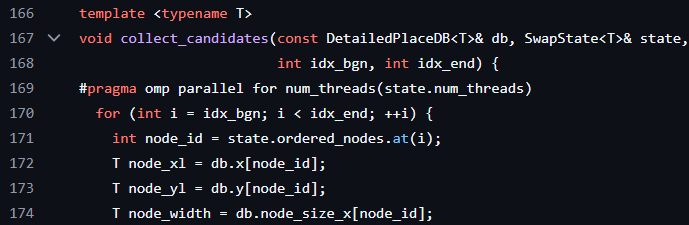 166 template <typename T>
167 void collect_candidates(const DetailedPlaceDB<T>& db, SwapState<T>& state,
168 int idx_bgn, int idx_end) {
169 #pragma omp parallel for num_threads(state.num_threads)
170 for (int i = idx_bgn; i < idx_end; ++i) {
171 int node_id = state.ordered_nodes.at(i);
172 T node_xl = db.x[node_id];
173 T node_yl = db.y[node_id];
174 T node_width = db.node_size_x[node_id];